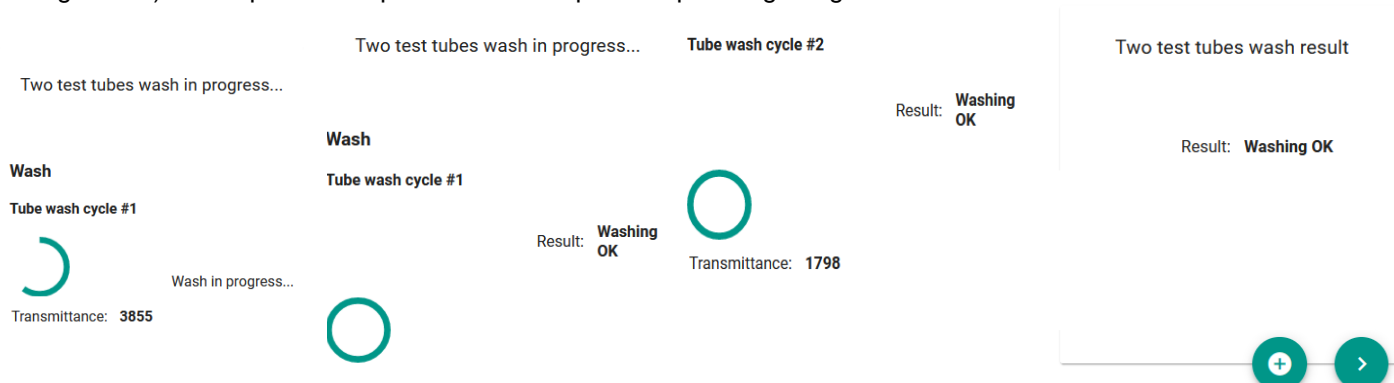 Two test tubes wash in progress...
Wash
Tube wash cycle #1
Wash in progress...
Transmittance: 3855
Two test tubes wash in progress...
Wash
Tube wash cycle #1
Result: Washing
OK
Tube wash cycle #2
Result: Washing
OK
Transmittance: 1798
Two test tubes wash result
Result: Washing OK